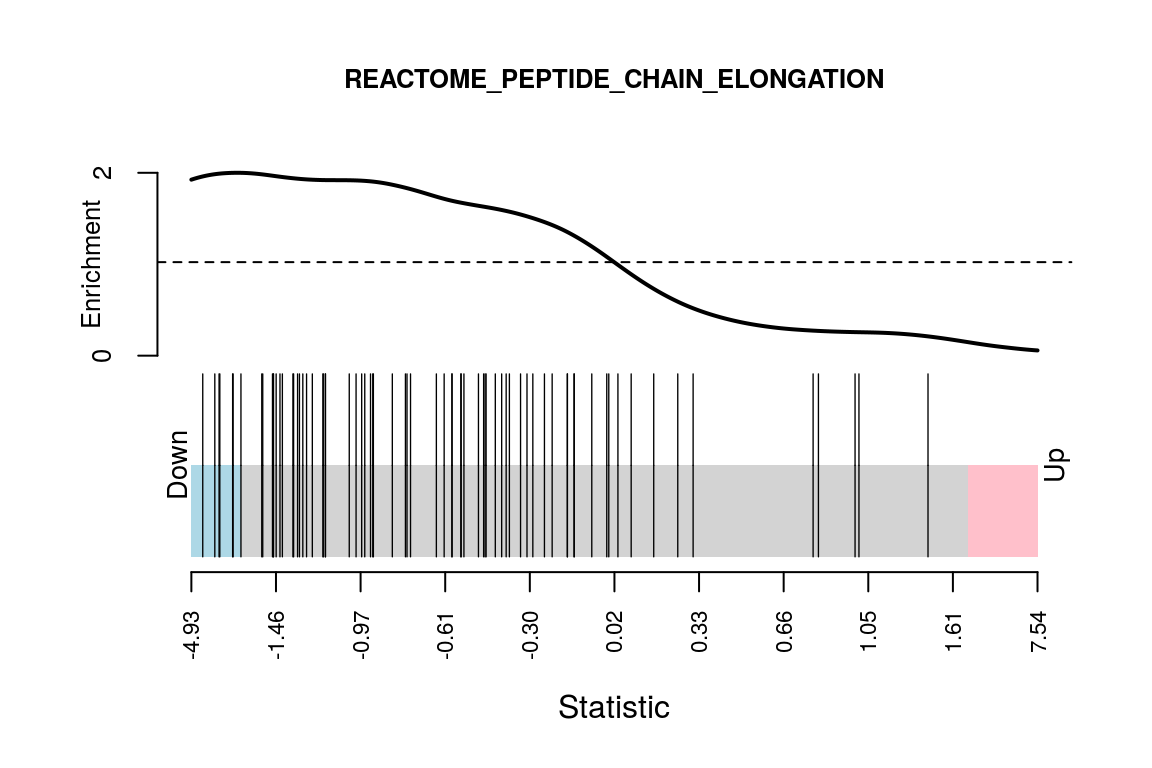 REACTOME_PEPTIDE_CHAIN_ELONGATION
Enrichment
2
0
Down
Up
-4.93
-1.46
-0.97
-0.61
-0.30
0.02
0.33
0.66
1.05
1.61
7.54
Statistic